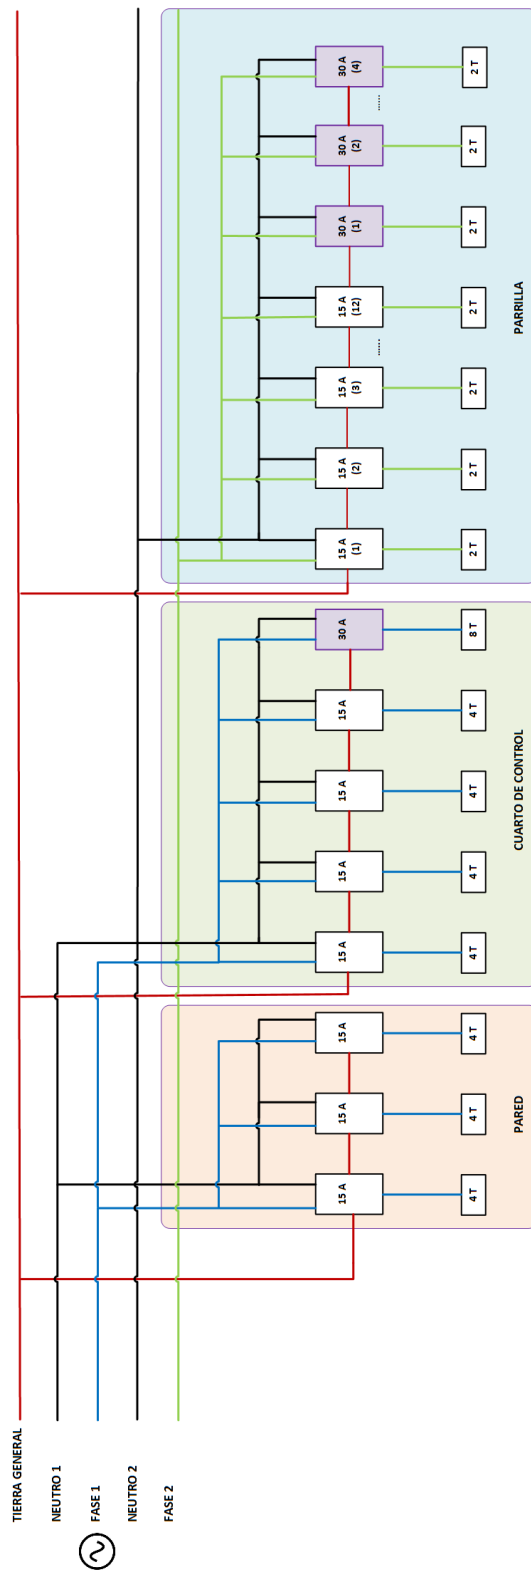 TIERRA GENERAL
NEUTRO 1
FASE 1
NEUTRO 2
FASE 2
15 A
15 A
15 A
4 T
4 T
4 T
PARED
15 A
15 A
15 A
15 A
30 A
4 T
4 T
4 T
4 T
8 T
CUARTO DE CONTROL
15 A
(1)
15 A
(2)
15 A
(3)
......
15 A
(12)
30 A
(1)
30 A
(2)
......
30 A
(4)
2 T
2 T
2 T
2 T
2 T
2 T
2 T
PARRILLA